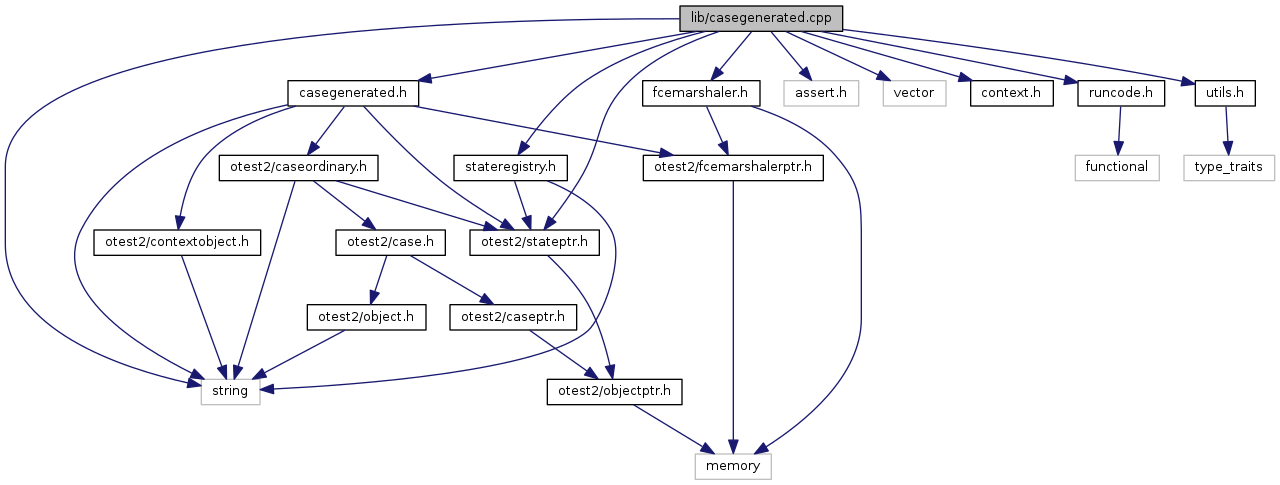 lib/casegenerated.cpp
casegenerated.h
fcemarshaler.h
assert.h
vector
context.h
runcode.h
utils.h
otest2/caseordinary.h
stateregistry.h
otest2/fcemarshalerptr.h
functional
type_traits
otest2/contextobject.h
otest2/case.h
otest2/stateptr.h
otest2/object.h
otest2/caseptr.h
string
otest2/objectptr.h
memory